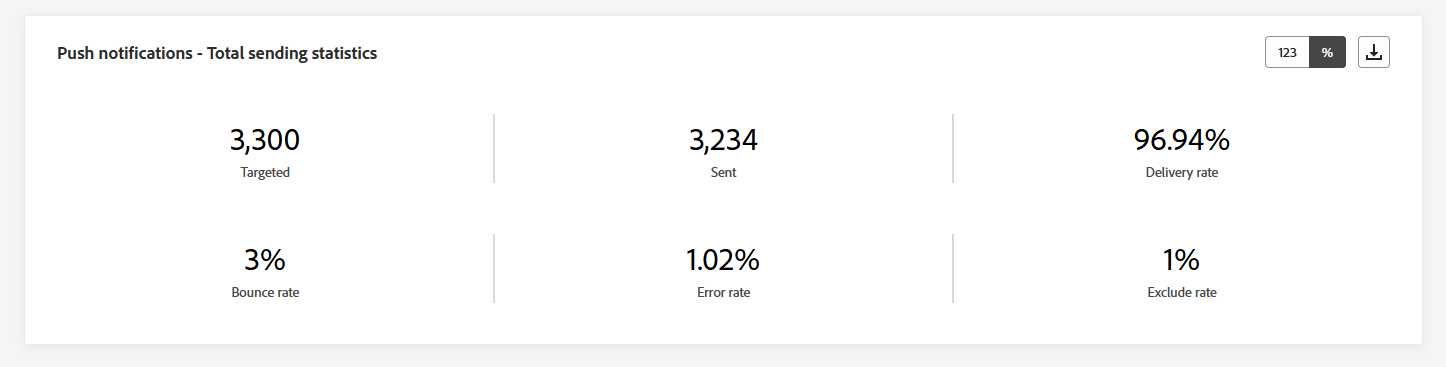 Push notifications - Total sending statistics
123 %
3,300
Targeted
3,234
Sent
96.94%
Delivery rate
3%
Bounce rate
1.02%
Error rate
1%
Exclude rate